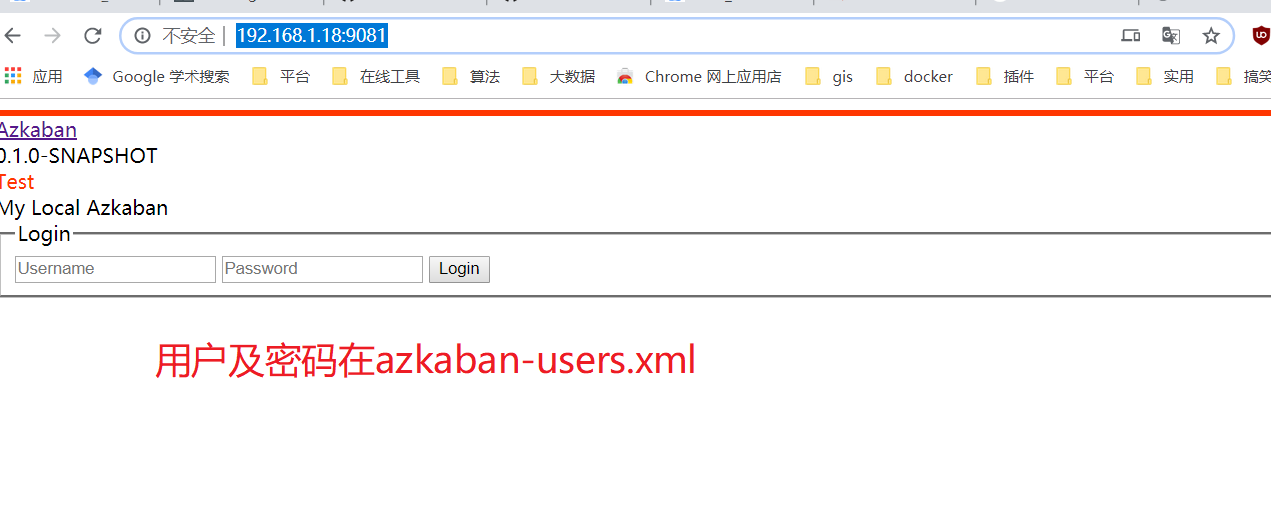 不安全 | 192.168.1.18:9081
应用 Google 学术搜索 平台 在线工具 算法 大数据 Chrome 网上应用店 gis docker 插件 平台 实用 搞笑
Azkaban
0.1.0-SNAPSHOT
Test
My Local Azkaban
Login
Username Password Login
用户及密码在azkaban-users.xml